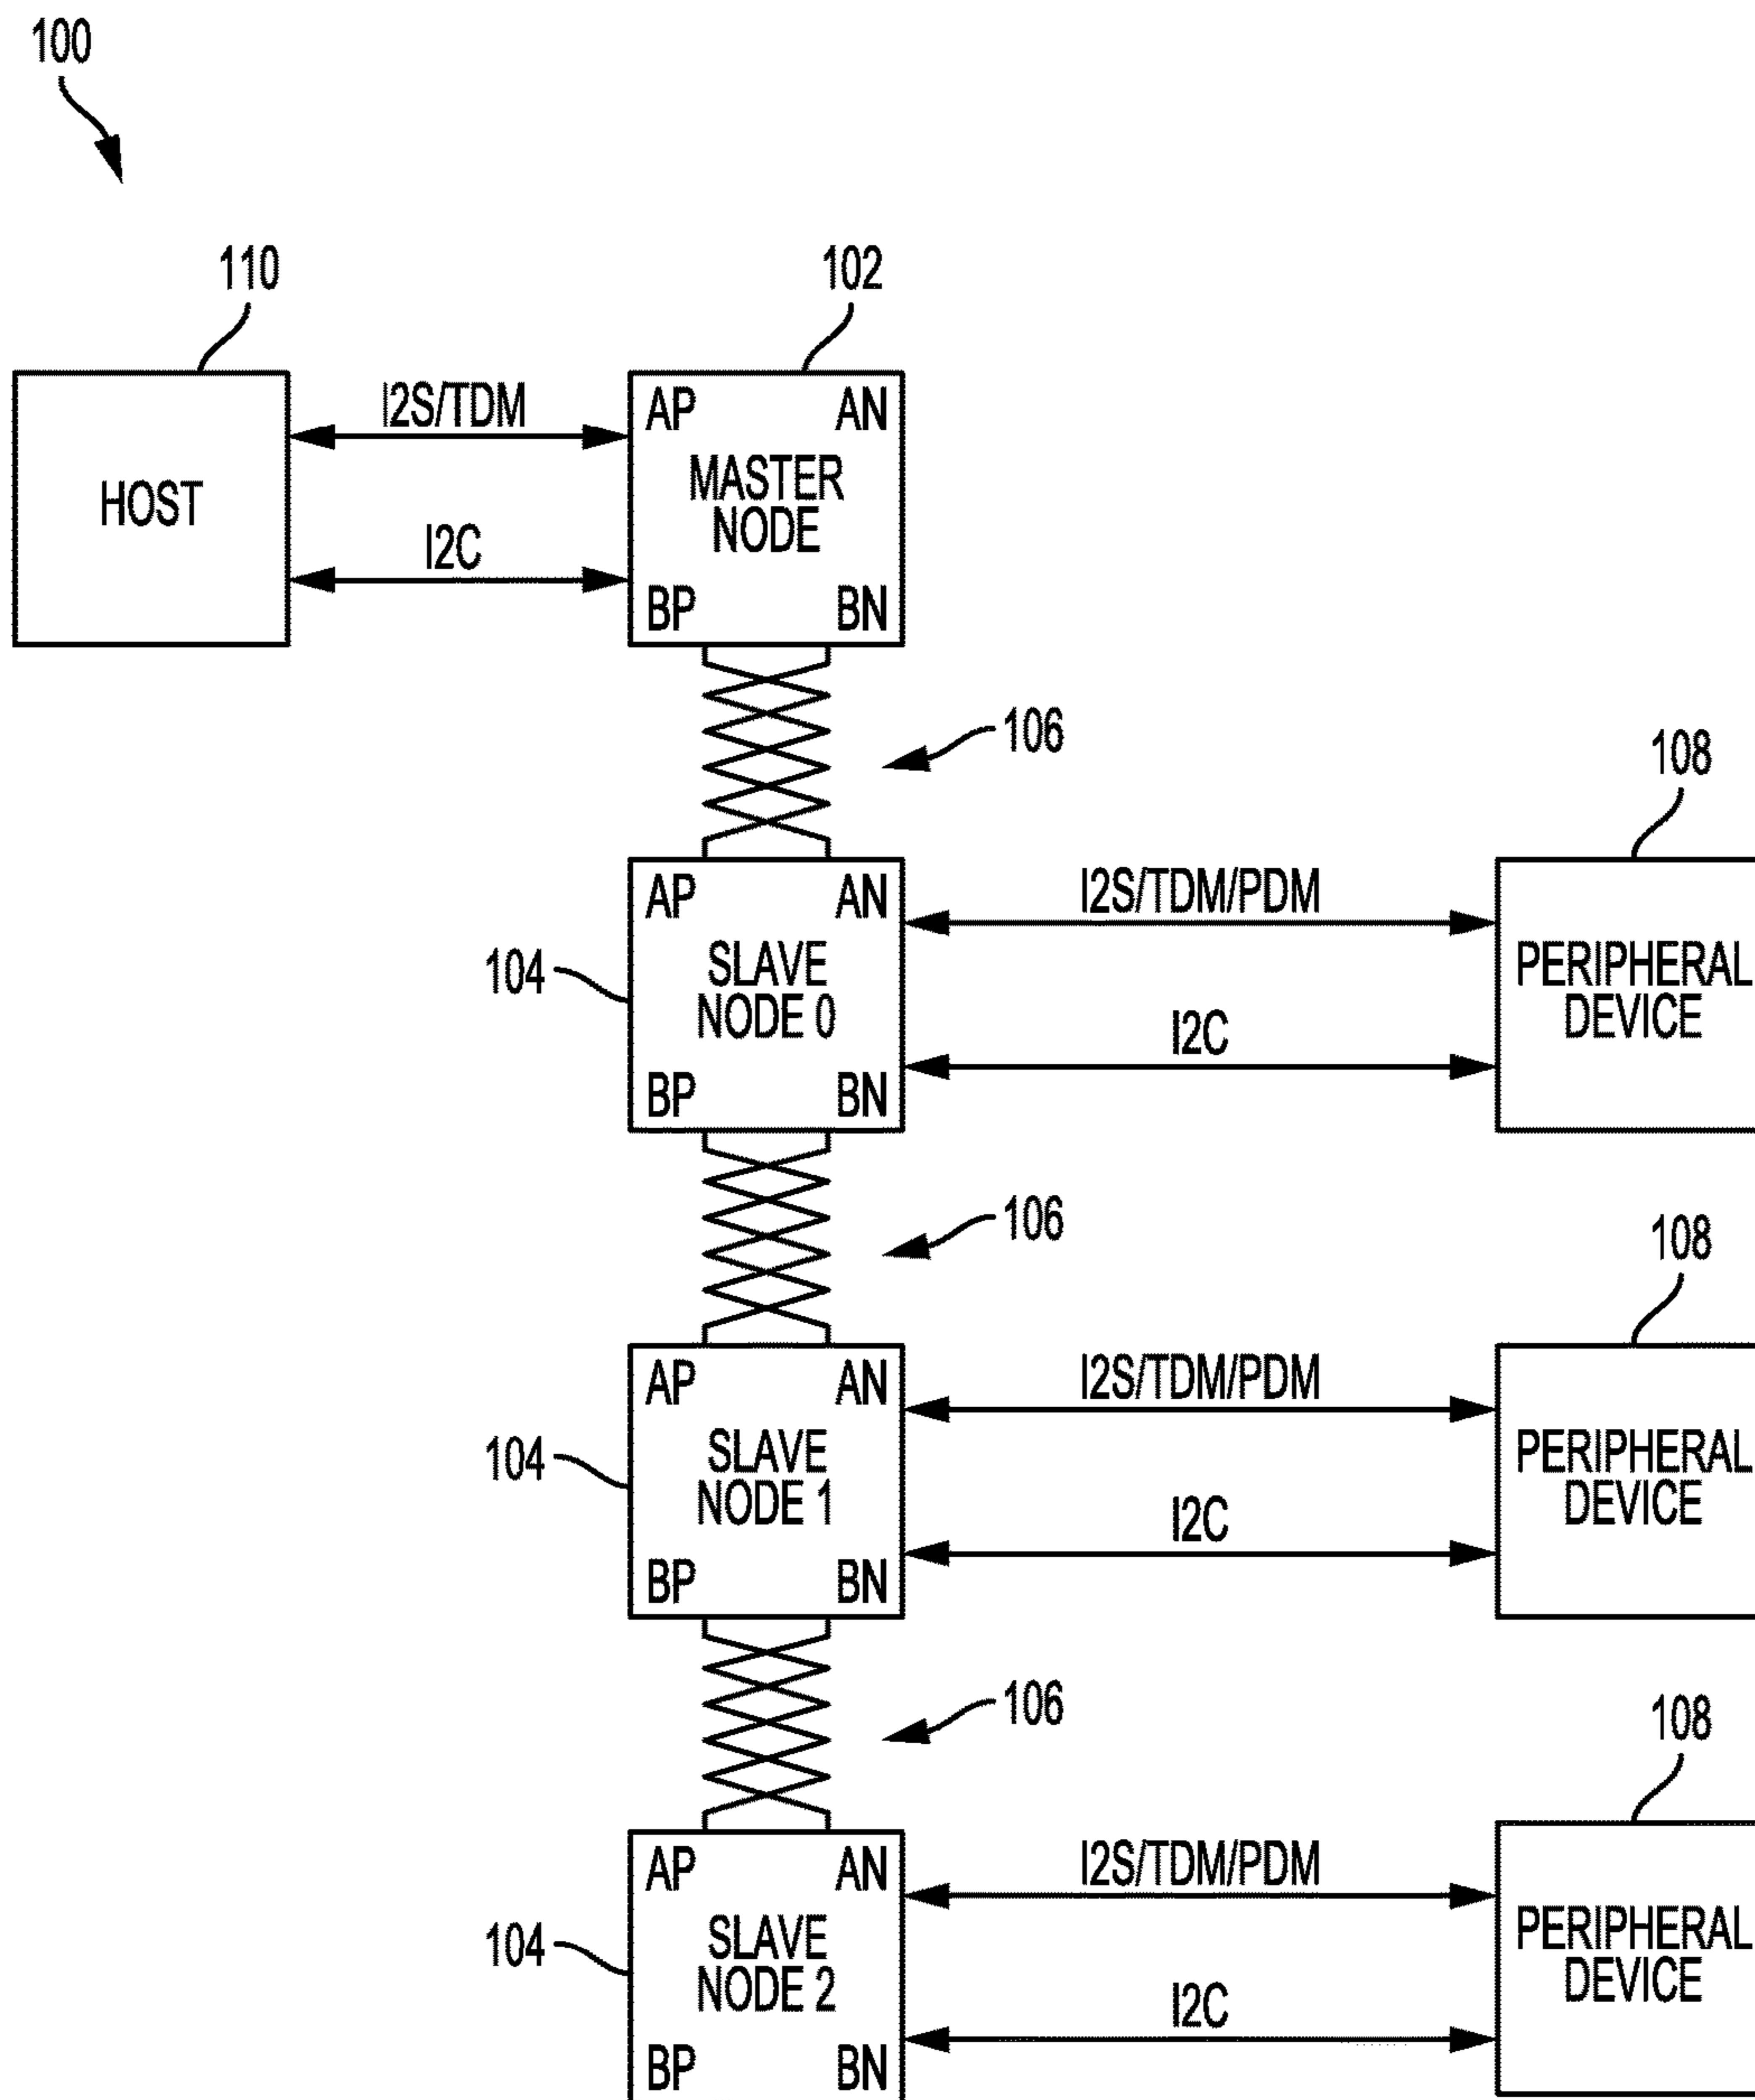 100
110
102
I2S/TDM
AP AN
HOST
MASTER
NODE
I2C
BP BN
106
108
AP AN
I2S/TDM/PDM
104
SLAVE
NODE 0
PERIPHERAL
DEVICE
I2C
BP BN
106
108
AP AN
I2S/TDM/PDM
104
SLAVE
NODE 1
PERIPHERAL
DEVICE
I2C
BP BN
106
108
AP AN
I2S/TDM/PDM
104
SLAVE
NODE 2
PERIPHERAL
DEVICE
I2C
BP BN